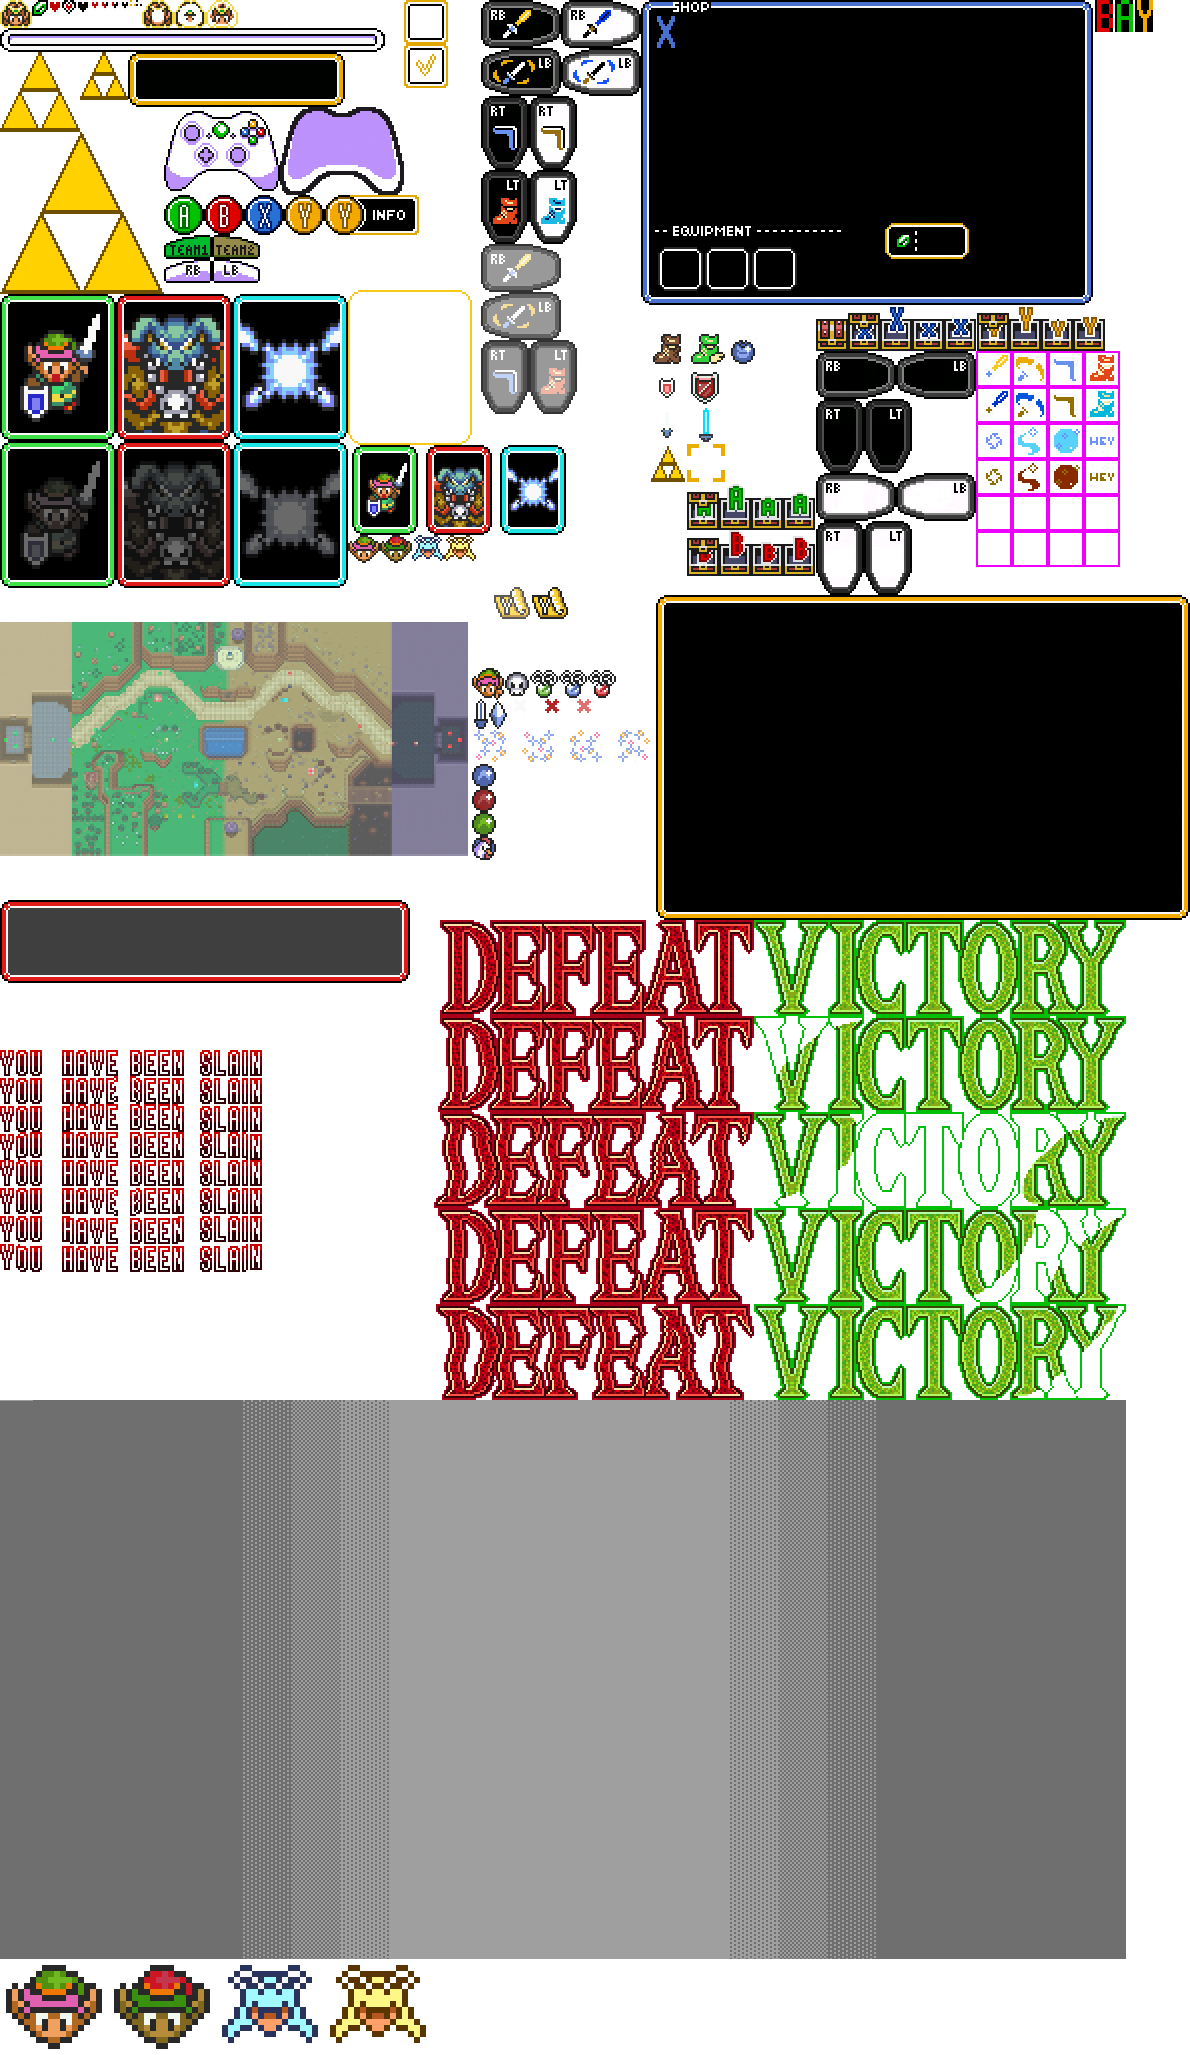 SHOP
X
BAY
RB
RB
LB
LB
RT
RT
LT
LT
A B X Y Y INFO
TEAM1 TEAM2
RB LB
EQUIPMENT
RB
LB
RT LT
X
X X X
Y
Y Y Y
RB LB
RT LT
HEY
HEY
A
A A A
RB LB
B
B B B
RT LT
DEFEAT VICTORY
DEFEAT VICTORY
DEFEAT VICTORY
DEFEAT VICTORY
DEFEAT VICTORY
YOU HAVE BEEN SLAIN
YOU HAVE BEEN SLAIN
YOU HAVE BEEN SLAIN
YOU HAVE BEEN SLAIN
YOU HAVE BEEN SLAIN
YOU HAVE BEEN SLAIN
YOU HAVE BEEN SLAIN
YOU HAVE BEEN SLAIN